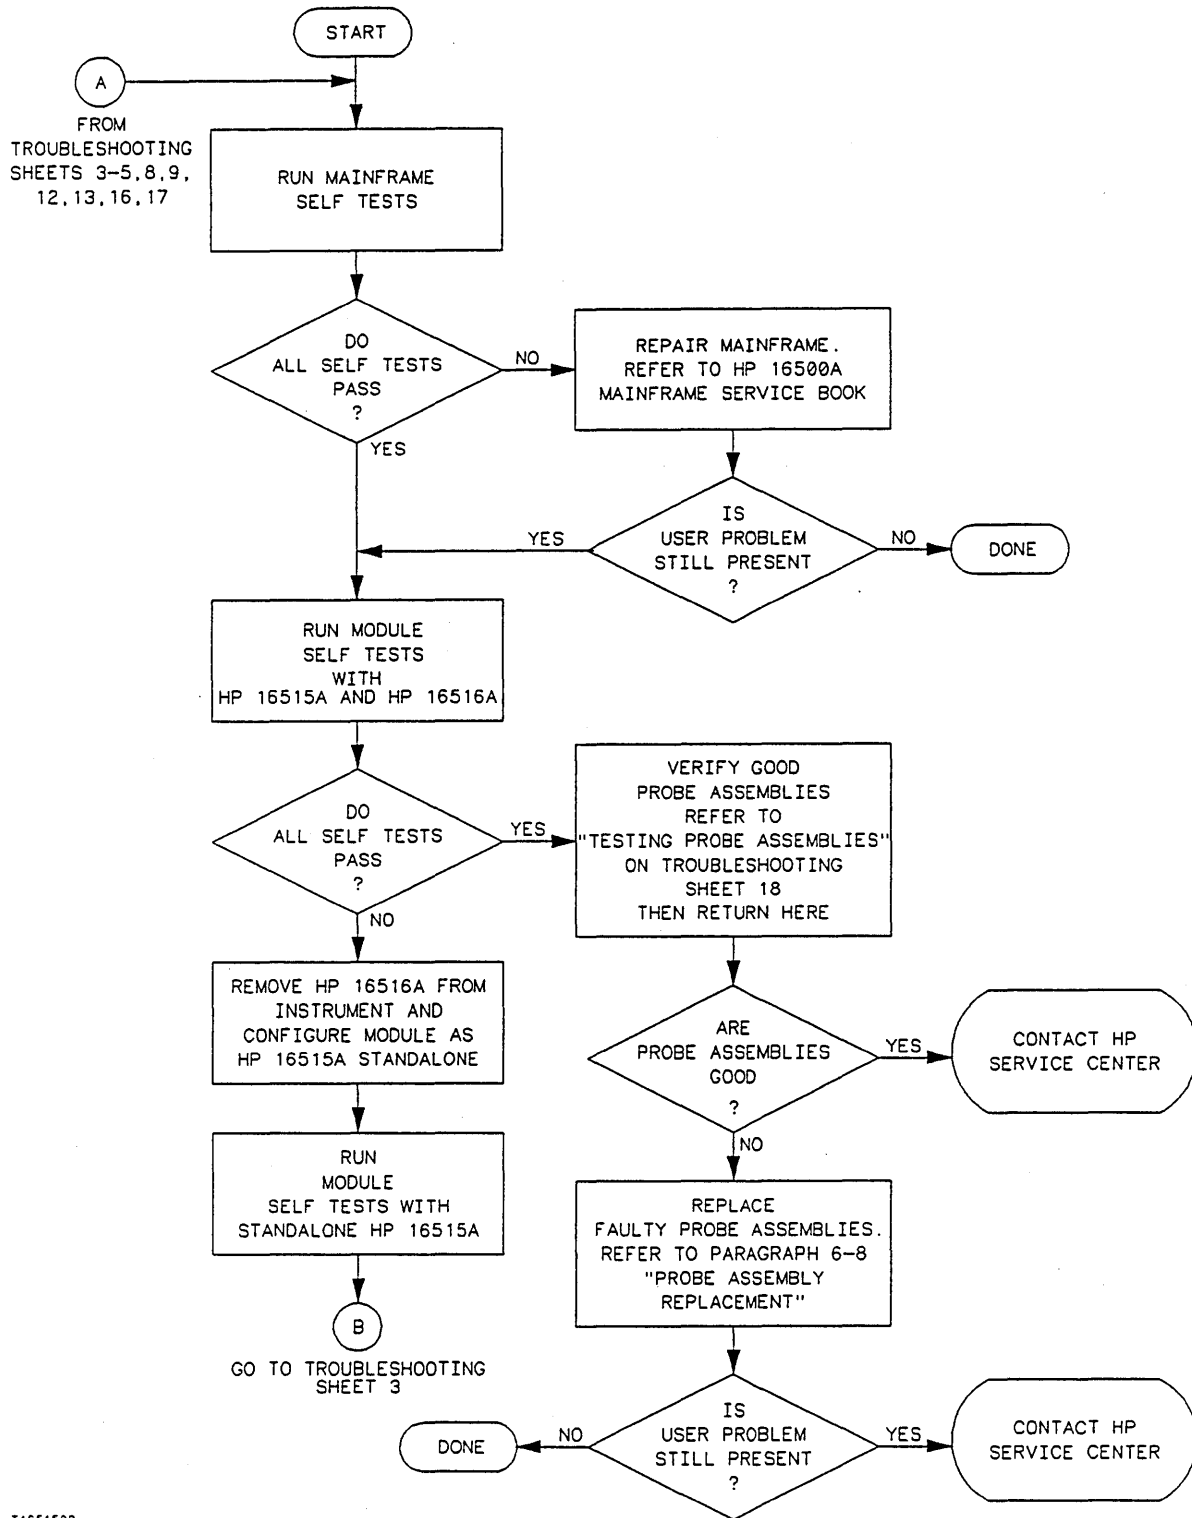 START
A
FROM
TROUBLESHOOTING
SHEETS 3-5,8,9,
12,13,16,17
RUN MAINFRAME
SELF TESTS
DO
ALL SELF TESTS
PASS
?
NO
YES
REPAIR MAINFRAME.
REFER TO HP 16500A
MAINFRAME SERVICE BOOK
IS
USER PROBLEM
STILL PRESENT
?
YES
NO
DONE
RUN MODULE
SELF TESTS
WITH
HP 16515A AND HP 16516A
DO
ALL SELF TESTS
PASS
?
YES
NO
VERIFY GOOD
PROBE ASSEMBLIES
REFER TO
"TESTING PROBE ASSEMBLIES"
ON TROUBLESHOOTING
SHEET 18
THEN RETURN HERE
REMOVE HP 16516A FROM
INSTRUMENT AND
CONFIGURE MODULE AS
HP 16515A STANDALONE
ARE
PROBE ASSEMBLIES
GOOD
?
YES
NO
CONTACT HP
SERVICE CENTER
RUN
MODULE
SELF TESTS WITH
STANDALONE HP 16515A
REPLACE
FAULTY PROBE ASSEMBLIES.
REFER TO PARAGRAPH 6-8
"PROBE ASSEMBLY
REPLACEMENT"
B
GO TO TROUBLESHOOTING
SHEET 3
IS
USER PROBLEM
STILL PRESENT
?
NO
YES
DONE
CONTACT HP
SERVICE CENTER